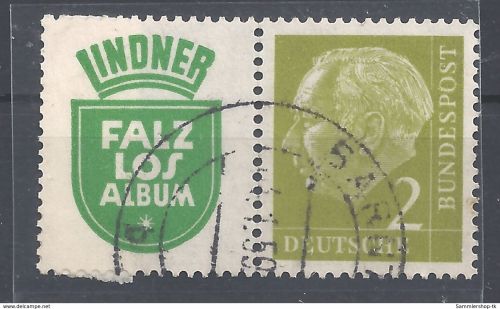 LINDNER
FALZ
LOS
ALBUM
2
DEUTSCHE
BUNDESPOST
Sammlershop-tk